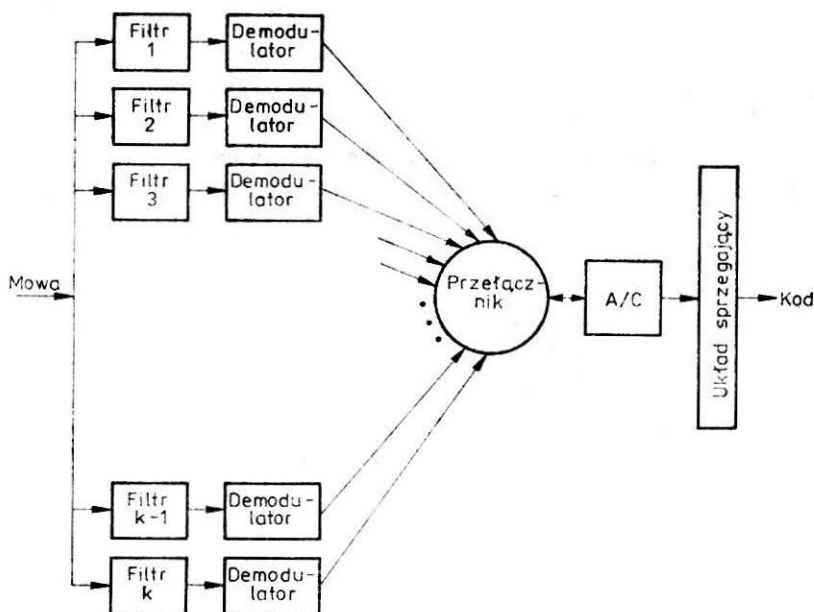 Filtr
1
Demodu-
lator
Filtr
2
Demodu-
lator
Filtr
3
Demodu-
lator
Mowa
Przełącz-
nik
A/C
Układ sprzęgający
Kod
Filtr
k-1
Demodu-
lator
Filtr
k
Demodu-
lator